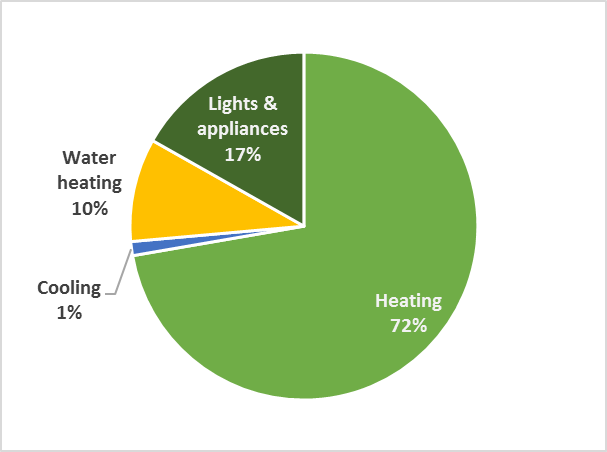 Lights &
appliances
17%
Water
heating
10%
Cooling
1%
Heating
72%